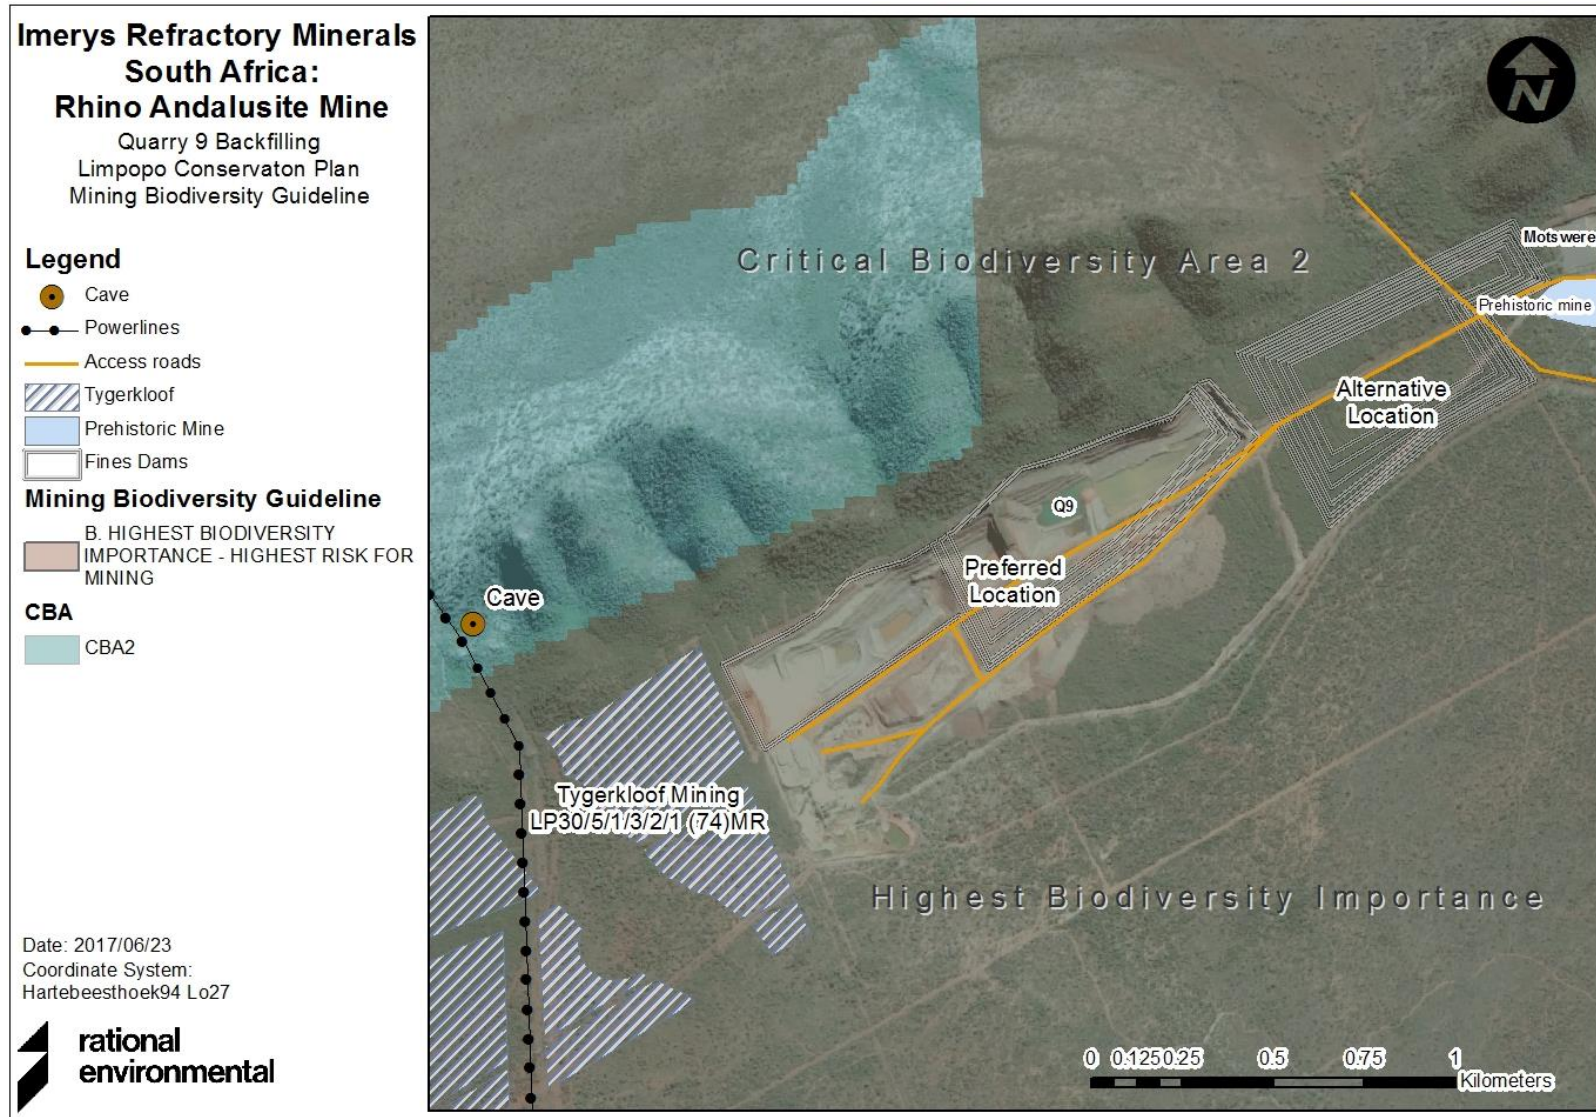 Imerys Refractory Minerals
South Africa:
Rhino Andalusite Mine
Quarry 9 Backfilling
Limpopo Conservaton Plan
Mining Biodiversity Guideline
Legend
Cave
Powerlines
Access roads
Tygerkloof
Prehistoric Mine
Fines Dams
Mining Biodiversity Guideline
B. HIGHEST BIODIVERSITY
IMPORTANCE - HIGHEST RISK FOR
MINING
CBA
CBA2
Date: 2017/06/23
Coordinate System:
Hartebeesthoek94 Lo27
rational
environmental
N
Motswere
Critical Biodiversity Area 2
Prehistoric mine
Alternative
Location
Q9
Preferred
Location
Cave
Tygerkloof Mining
LP30/5/1/3/2/1 (74)MR
Highest Biodiversity Importance
0 0.125 0.25 0.5 0.75 1
Kilometers